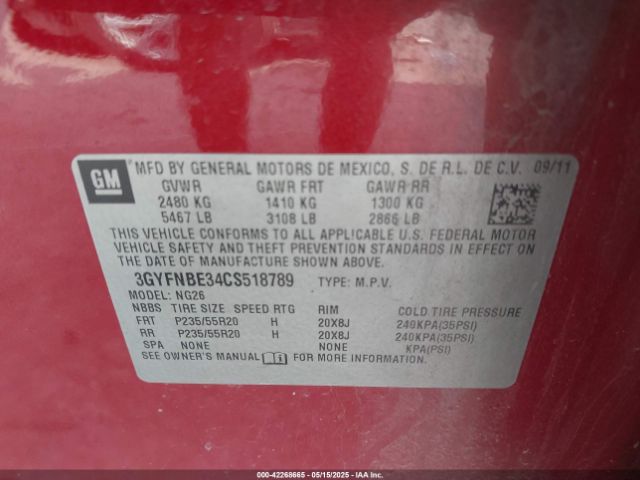 GM
MFD BY GENERAL MOTORS DE MEXICO, S. DE R.L. DE C.V. 09/11
GVWR GAWR FRT GAWR RR
2480 KG 1410 KG 1300 KG
5467 LB 3108 LB 2866 LB
THIS VEHICLE CONFORMS TO ALL APPLICABLE U.S. FEDERAL MOTOR
VEHICLE SAFETY AND THEFT PREVENTION STANDARDS IN EFFECT ON
THE DATE OF MANUFACTURE SHOWN ABOVE.
3GYFNBE34CS518789 TYPE: M.P.V.
MODEL: NG26
NBBS TIRE SIZE SPEED RTG RIM COLD TIRE PRESSURE
FRT P235/55R20 H 20X8J 240KPA(35PSI)
RR P235/55R20 H 20X8J 240KPA(35PSI)
SPA NONE NONE KPA(PSI)
SEE OWNER'S MANUAL FOR MORE INFORMATION.
000-42268665 - 05/15/2025 - IAAI.COM